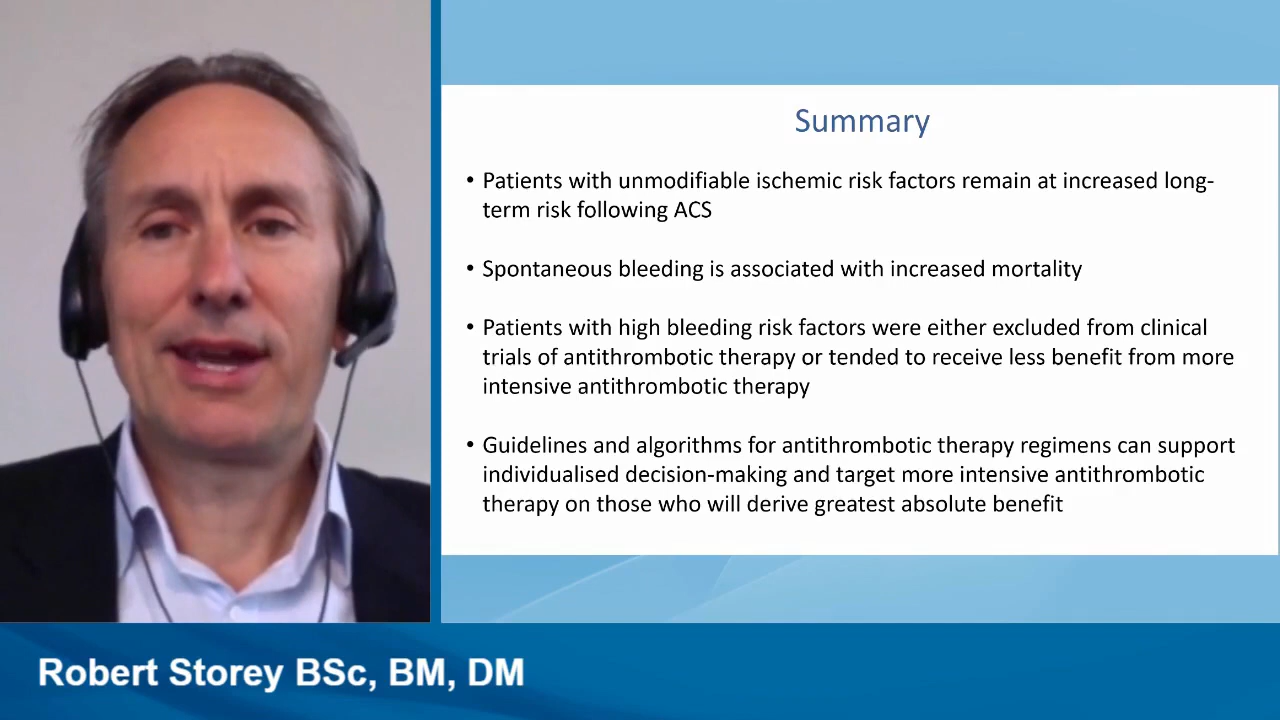 Summary
• Patients with unmodifiable ischemic risk factors remain at increased long-
term risk following ACS
• Spontaneous bleeding is associated with increased mortality
• Patients with high bleeding risk factors were either excluded from clinical
trials of antithrombotic therapy or tended to receive less benefit from more
intensive antithrombotic therapy
• Guidelines and algorithms for antithrombotic therapy regimens can support
individualised decision-making and target more intensive antithrombotic
therapy on those who will derive greatest absolute benefit
Robert Storey BSc, BM, DM